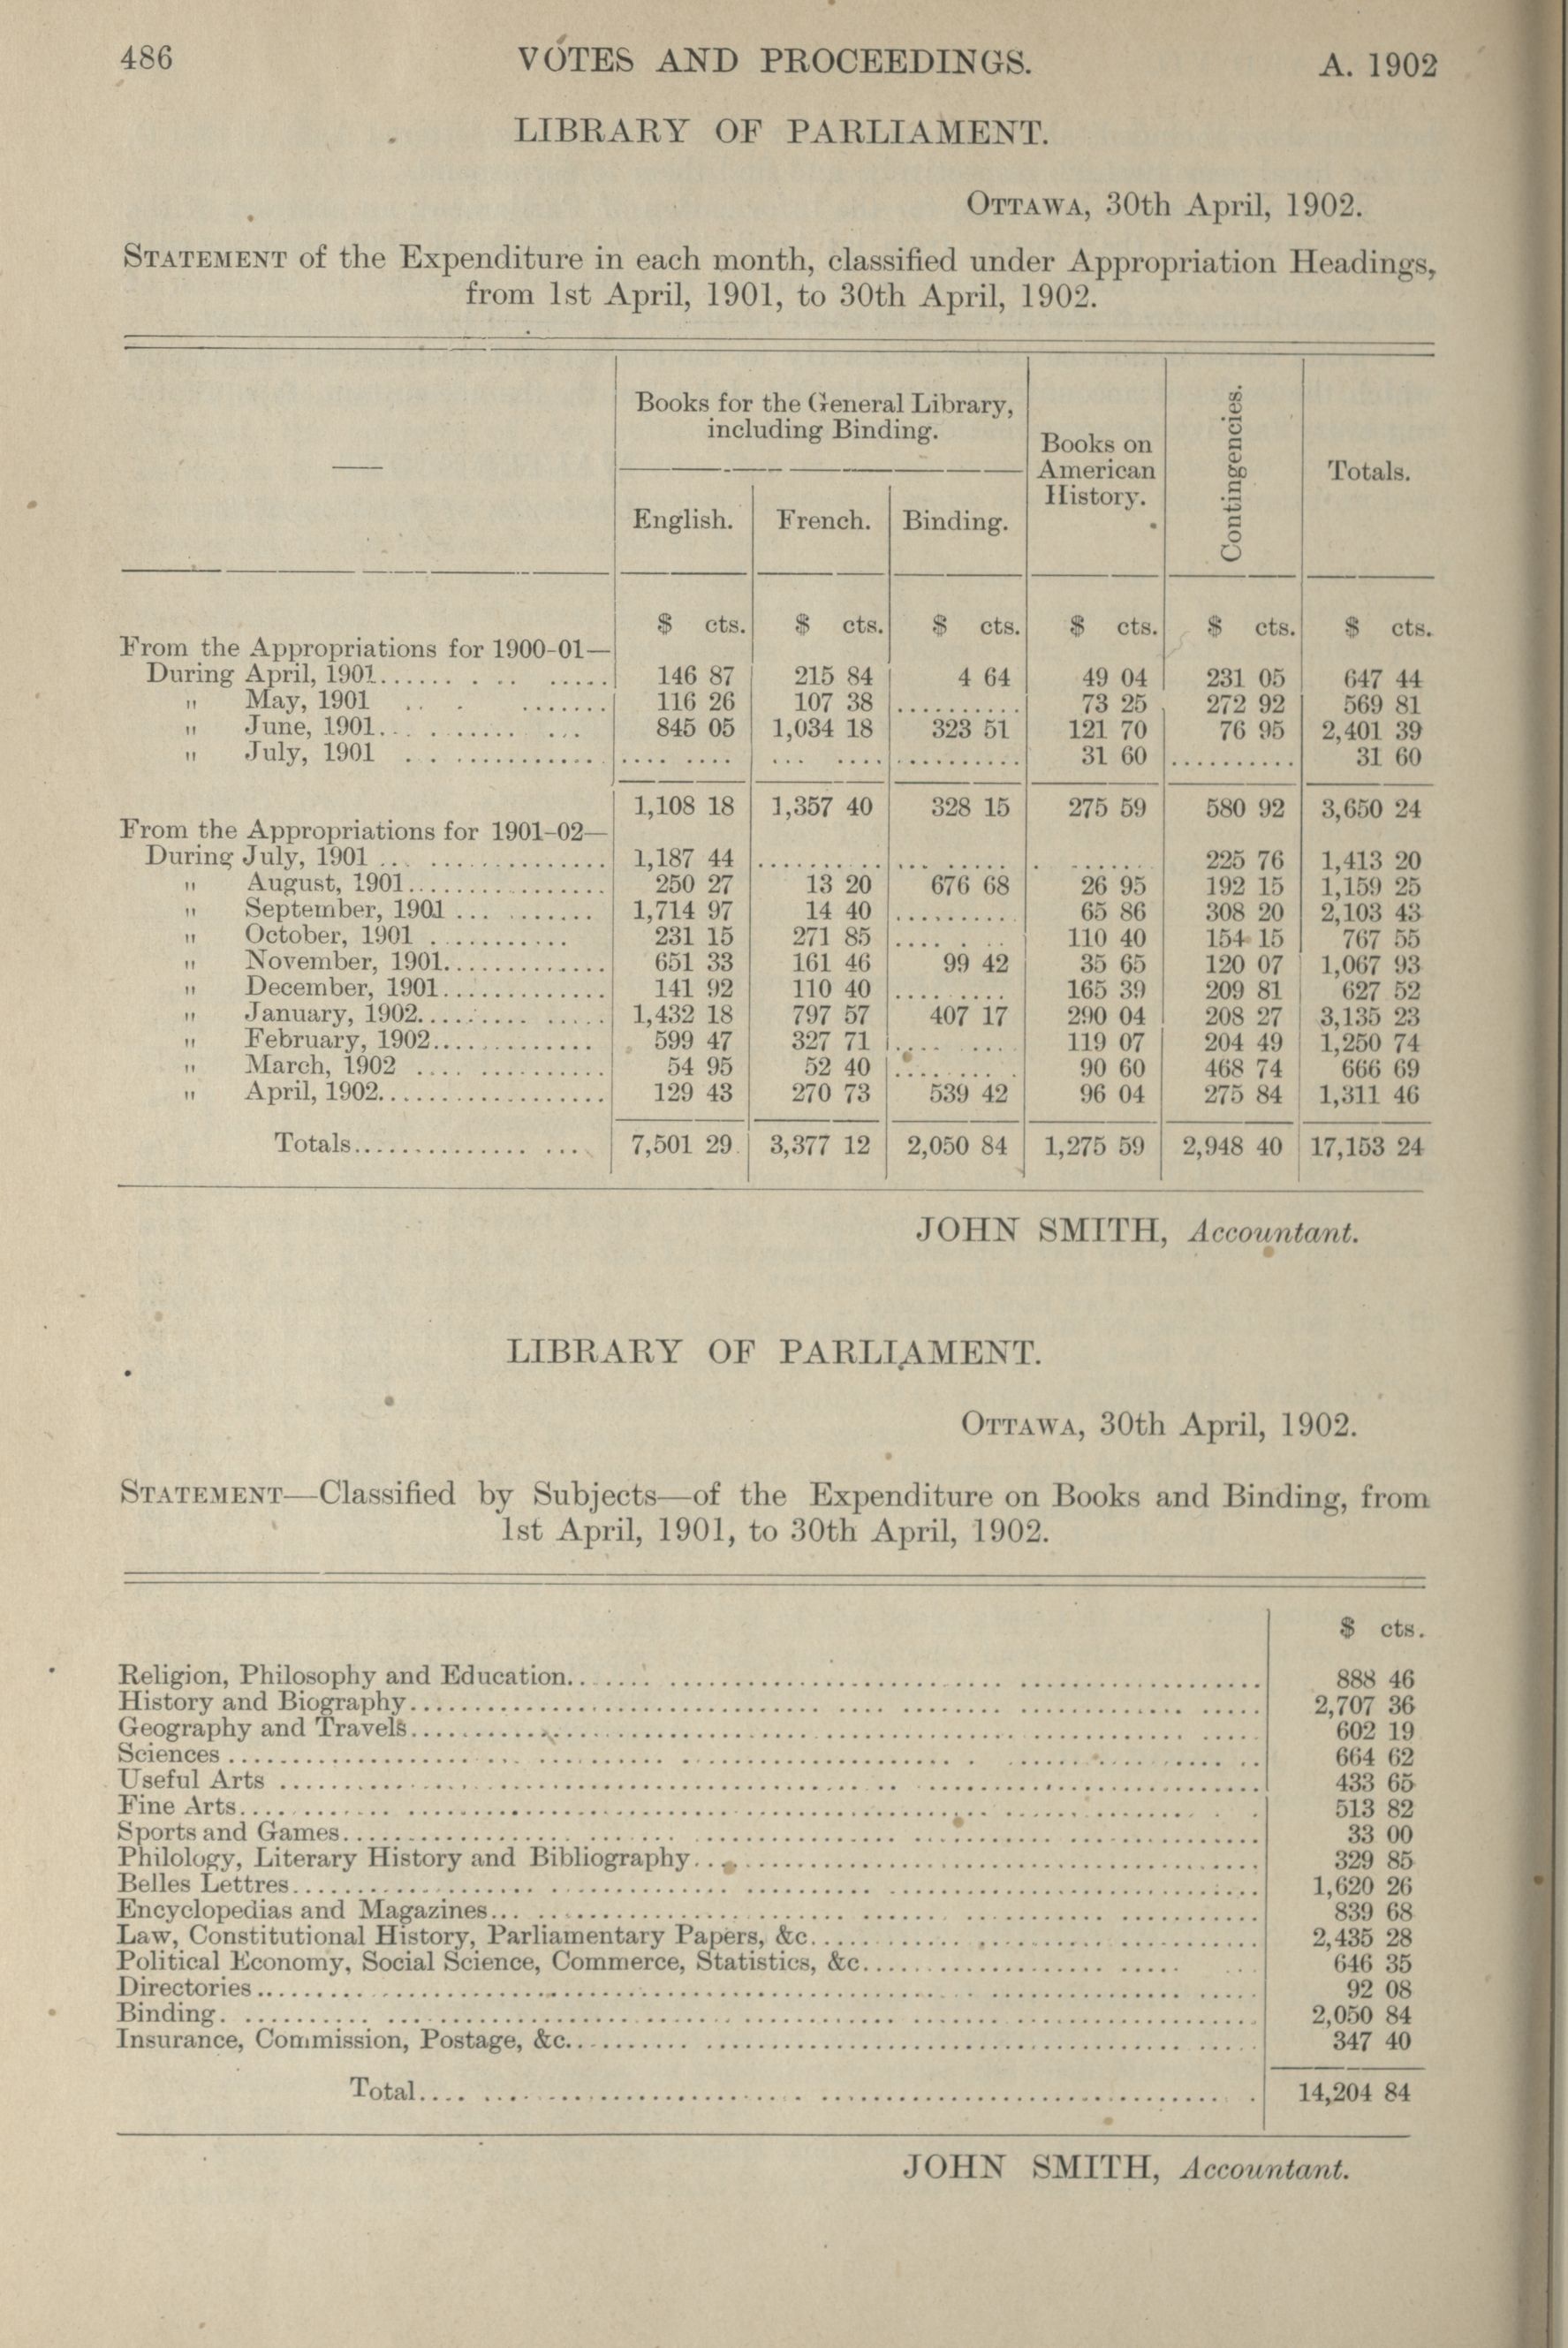 486 VOTES AND PROCEEDINGS. A. 1902
LIBRARY OF PARLIAMENT.
OTTAWA, 30th April, 1902.
STATEMENT of the Expenditure in each month, classified under Appropriation Headings,
from 1st April, 1901, to 30th April, 1902.
Books for the General Library,
including Binding.
English. French. Binding.
Books on
American
History.
Contingencies.
Totals.
$ cts. $ cts. $ cts. $ cts. $ cts. $ cts.
From the Appropriations for 1900-01—
During April, 1901 146 87 215 84 4 64 49 04 231 05 647 44
" May, 1901 116 26 107 38 .......... 73 25 272 92 569 81
" June, 1901 845 05 1,034 18 323 51 121 70 76 95 2,401 39
" July, 1901 .......... .......... .......... 31 60 .......... 31 60
1,108 18 1,357 40 328 15 275 59 580 92 3,650 24
From the Appropriations for 1901-02—
During July, 1901 1,187 44 .......... .......... .......... 225 76 1,413 20
" August, 1901 250 27 13 20 676 68 26 95 192 15 1,159 25
" September, 1901 1,714 97 14 40 .......... 65 86 308 20 2,103 43
" October, 1901 231 15 271 85 .......... 110 40 154 15 767 55
" November, 1901 651 33 161 46 99 42 35 65 120 07 1,067 93
" December, 1901 141 92 110 40 .......... 165 39 209 81 627 52
" January, 1902 1,432 18 797 57 407 17 290 04 208 27 3,135 23
" February, 1902 599 47 327 71 .......... 119 07 204 49 1,250 74
" March, 1902 54 95 52 40 .......... 90 60 468 74 666 69
" April, 1902 129 43 270 73 539 42 96 04 275 84 1,311 46
Totals 7,501 29 3,377 12 2,050 84 1,275 59 2,948 40 17,153 24
JOHN SMITH, Accountant.
LIBRARY OF PARLIAMENT.
OTTAWA, 30th April, 1902.
STATEMENT—Classified by Subjects—of the Expenditure on Books and Binding, from
1st April, 1901, to 30th April, 1902.
$ cts.
Religion, Philosophy and Education 888 46
History and Biography 2,707 36
Geography and Travels 602 19
Sciences 664 62
Useful Arts 433 65
Fine Arts 513 82
Sports and Games 33 00
Philology, Literary History and Bibliography 329 85
Belles Lettres 1,620 26
Encyclopedias and Magazines 839 68
Law, Constitutional History, Parliamentary Papers, &c. 2,435 28
Political Economy, Social Science, Commerce, Statistics, &c. 646 35
Directories 92 08
Binding 2,050 84
Insurance, Commission, Postage, &c. 347 40
Total 14,204 84
JOHN SMITH, Accountant.